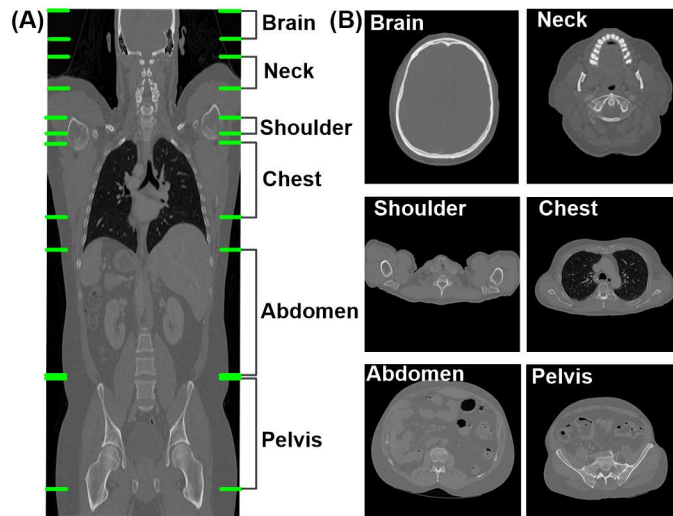 (A)
Brain
Neck
Shoulder
Chest
Abdomen
Pelvis
(B)
Brain
Neck
Shoulder
Chest
Abdomen
Pelvis